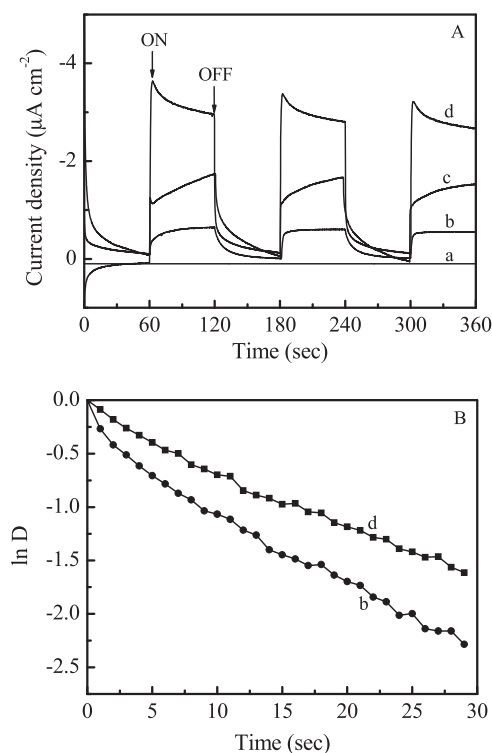 A
ON
OFF
-4
-2
0
Current density (μA cm-2)
d
c
b
a
0 60 120 180 240 300 360
Time (sec)
B
0.0
-0.5
-1.0
-1.5
-2.0
-2.5
ln D
d
b
0 5 10 15 20 25 30
Time (sec)